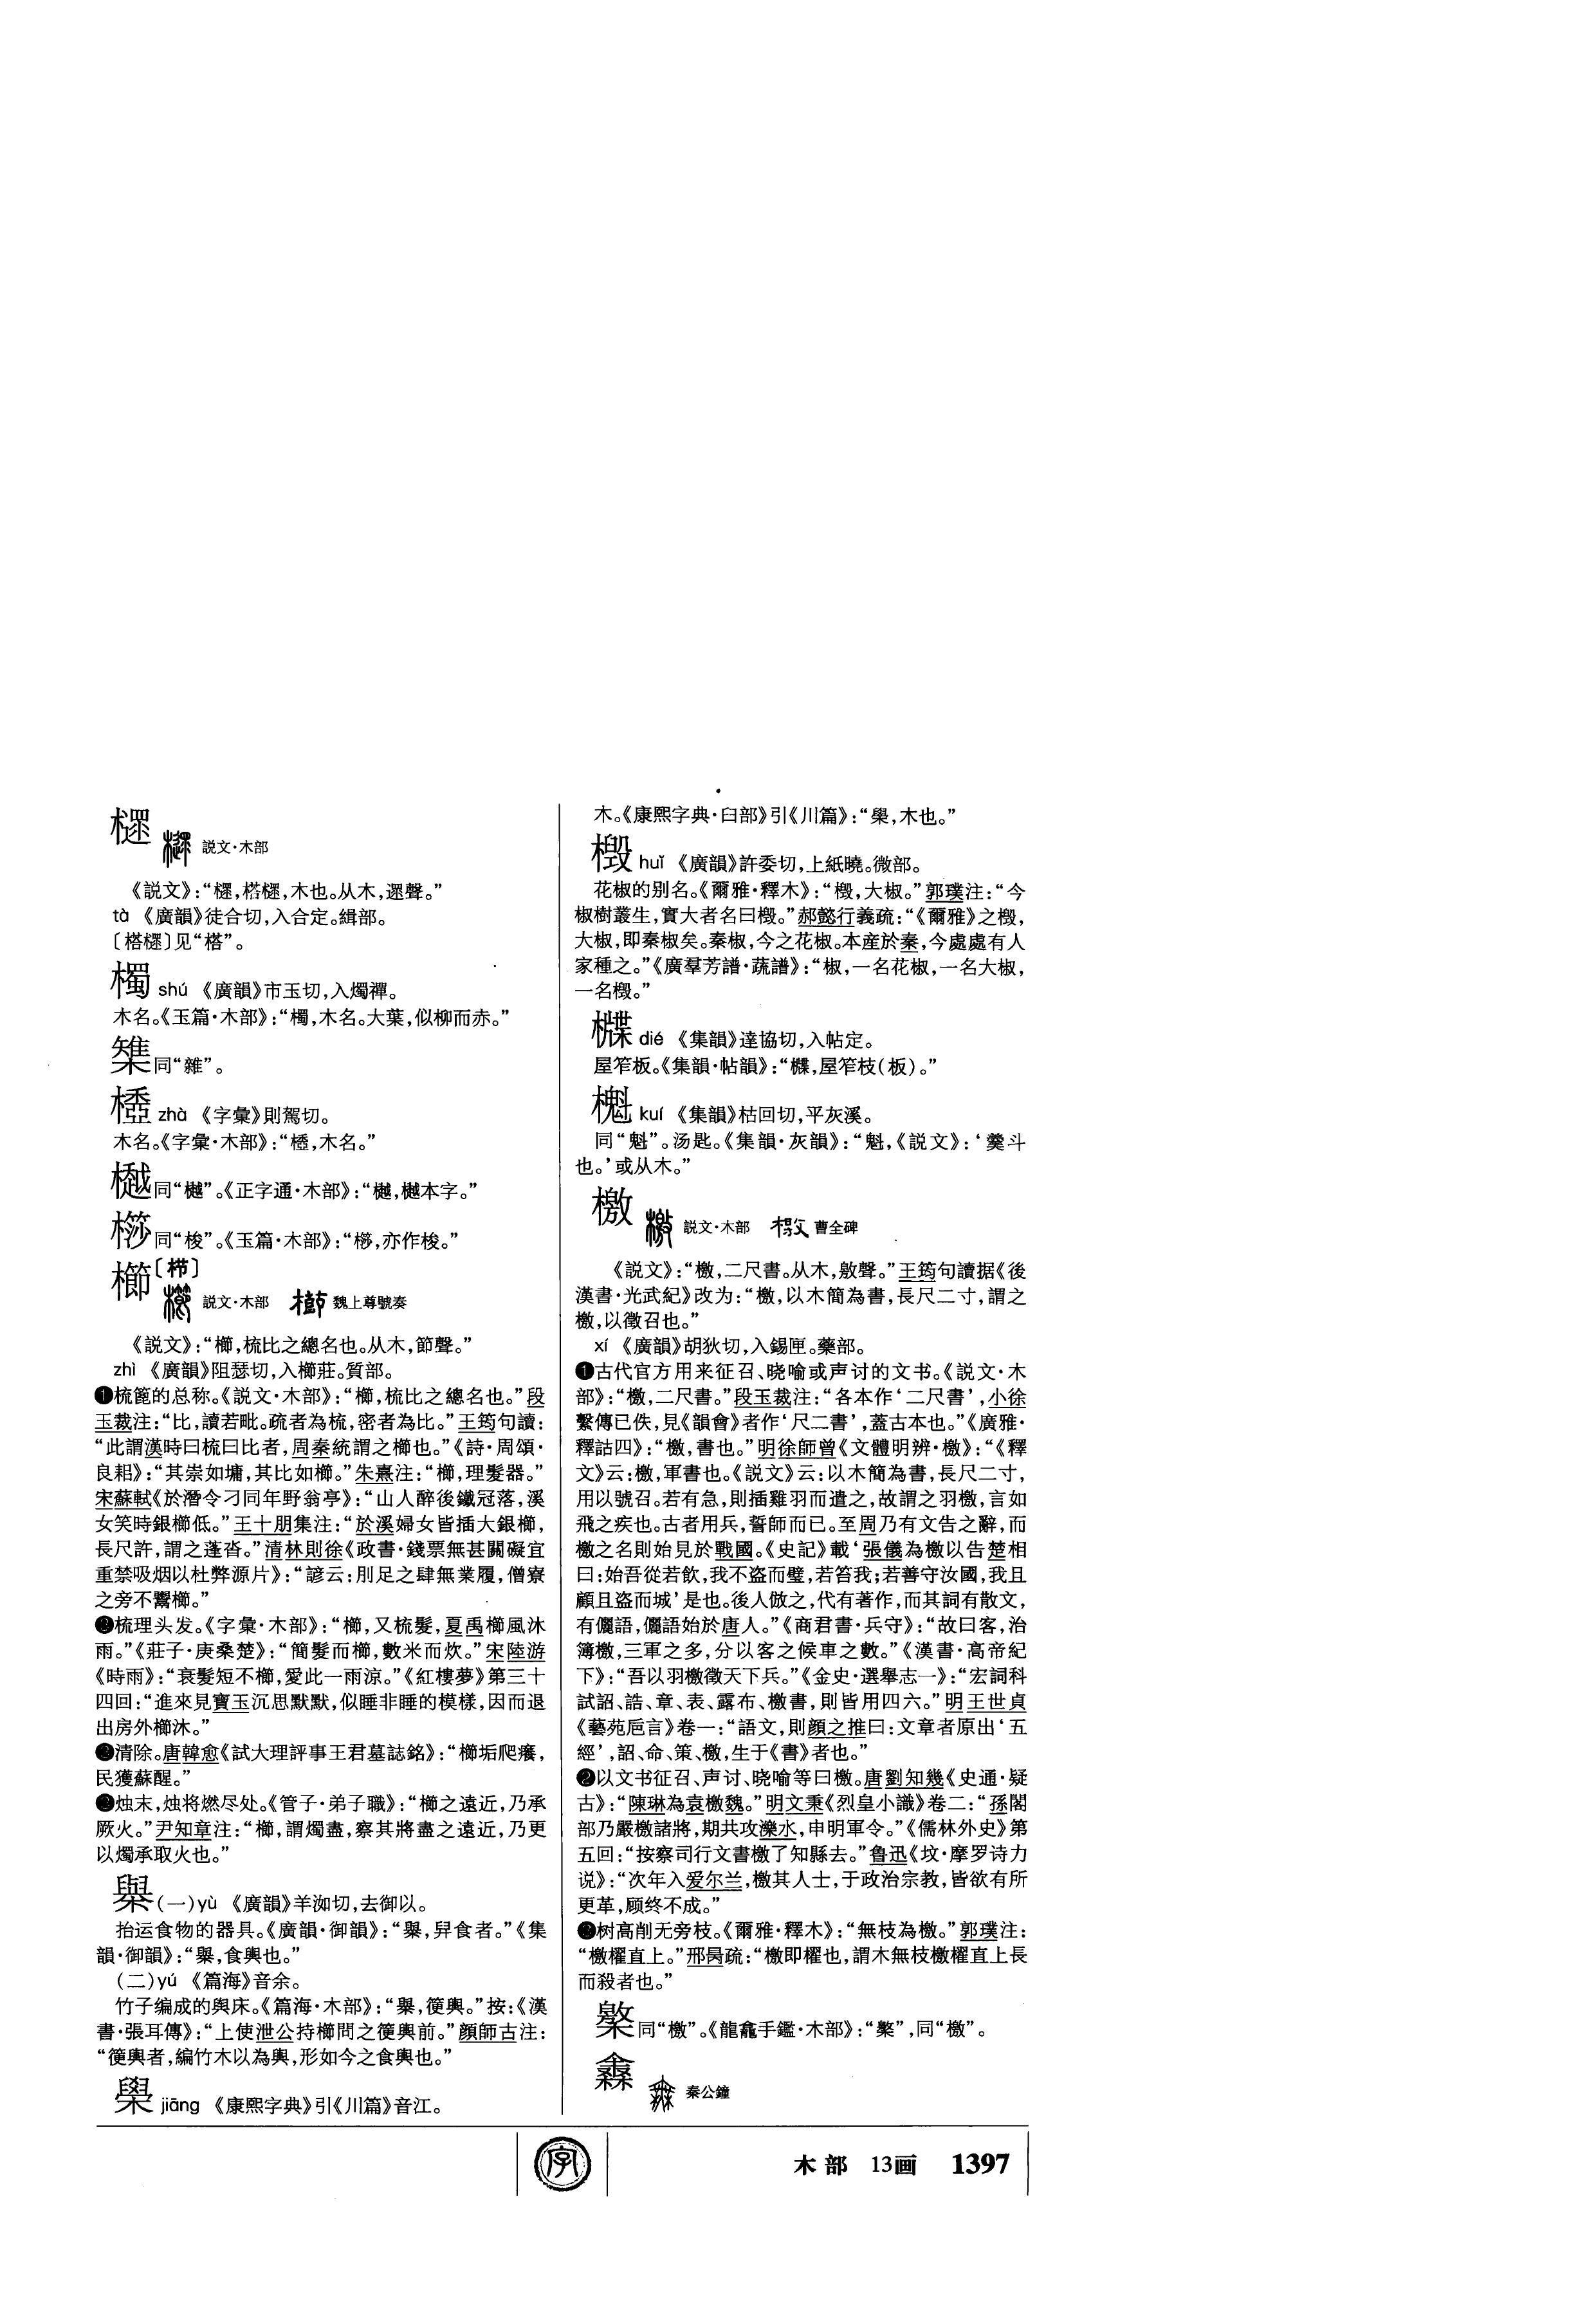 説文·木部
《説文》：“㯚，榙㯚，木也。从木，遝聲。”
tà 《廣韻》徒合切，入合定。緝部。
〔榙㯚〕见“榙”。
shú 《廣韻》市玉切，入燭禪。
木名。《玉篇·木部》：“欘，木名。大葉，似柳而赤。”
同“雜”。
zhà 《字彙》則駕切。
木名。《字彙·木部》：“，木名。”
同“樾”。《正字通·木部》：“樾，樾本字。”
同“梭”。《玉篇·木部》：“，亦作梭。”
櫛〔栉〕
説文·木部 魏上尊號奏
《説文》：“櫛，梳比之總名也。从木，節聲。”
zhì 《廣韻》阻瑟切，入櫛莊。質部。
❶梳篦的总称。《説文·木部》：“櫛，梳比之總名也。”段
玉裁注：“比，讀若毗。疏者為梳，密者為比。”王筠句讀：
“此謂漢時曰梳曰比者，周秦統謂之櫛也。”《詩·周頌·
良耜》：“其崇如墉，其比如櫛。”朱熹注：“櫛，理髮器。”
宋蘇軾《於潛令刁同年野翁亭》：“山人醉後鐵冠落，溪
女笑時銀櫛低。”王十朋集注：“於溪婦女皆插大銀櫛，
長尺許，謂之蓬沓。”清林則徐《政書·錢票無甚關礙宜
重禁吸烟以杜弊源片》：“諺云：刖足之肆無業履，僧寮
之旁不鬻櫛。”
❷梳理头发。《字彙·木部》：“櫛，又梳髮，夏禹櫛風沐
雨。”《莊子·庚桑楚》：“簡髮而櫛，數米而炊。”宋陸游
《時雨》：“衰髮短不櫛，愛此一雨涼。”《紅樓夢》第三十
四回：“進來見寶玉沉思默默，似睡非睡的模樣，因而退
出房外櫛沐。”
❸清除。唐韓愈《試大理評事王君墓誌銘》：“櫛垢爬癢，
民獲蘇醒。”
❹烛末，烛将燃尽处。《管子·弟子職》：“櫛之遠近，乃承
厥火。”尹知章注：“櫛，謂燭盡，察其將盡之遠近，乃更
以燭承取火也。”
(一)yù 《廣韻》羊洳切，去御以。
抬运食物的器具。《廣韻·御韻》：“，舁食者。”《集
韻·御韻》：“，食輿也。”
(二)yú 《篇海》音余。
竹子编成的舆床。《篇海·木部》：“，箯輿。”按：《漢
書·張耳傳》：“上使泄公持櫛問之箯輿前。”顏師古注：
“箯輿者，編竹木以為輿，形如今之食輿也。”
jiāng 《康熙字典》引《川篇》音江。
木。《康熙字典·臼部》引《川篇》：“，木也。”
檓 huǐ 《廣韻》許委切，上紙曉。微部。
花椒的别名。《爾雅·釋木》：“檓，大椒。”郭璞注：“今
椒樹叢生，實大者名曰檓。”郝懿行義疏：“《爾雅》之檓，
大椒，即秦椒矣。秦椒，今之花椒。本産於秦，今處處有人
家種之。”《廣羣芳譜·蔬譜》：“椒，一名花椒，一名大椒，
一名檓。”
dié 《集韻》達協切，入帖定。
屋笮板。《集韻·帖韻》：“，屋笮枝(板)。”
kuí 《集韻》枯回切，平灰溪。
同“魁”。汤匙。《集韻·灰韻》：“魁，《説文》：‘羹斗
也。’或从木。”
檄 説文·木部 曹全碑
《説文》：“檄，二尺書。从木，敫聲。”王筠句讀据《後
漢書·光武紀》改为：“檄，以木簡為書，長尺二寸，謂之
檄，以徵召也。”
xí 《廣韻》胡狄切，入錫匣。藥部。
❶古代官方用来征召、晓喻或声讨的文书。《説文·木
部》：“檄，二尺書。”段玉裁注：“各本作‘二尺書’，小徐
繫傳已佚，見《韻會》者作‘尺二書’，蓋古本也。”《廣雅·
釋詁四》：“檄，書也。”明徐師曾《文體明辨·檄》：“《釋
文》云：檄，軍書也。《説文》云：以木簡為書，長尺二寸，
用以號召。若有急，則插雞羽而遣之，故謂之羽檄，言如
飛之疾也。古者用兵，誓師而已。至周乃有文告之辭，而
檄之名則始見於戰國。《史記》載‘張儀為檄以告楚相
曰：始吾從若飲，我不盗而璧，若笞我；若善守汝國，我且
顧且盗而城’是也。後人倣之，代有著作，而其詞有散文，
有儷語，儷語始於唐人。”《商君書·兵守》：“故曰客，治
簿檄，三軍之多，分以客之候車之數。”《漢書·高帝紀
下》：“吾以羽檄徵天下兵。”《金史·選舉志一》：“宏詞科
試詔、誥、章、表、露布、檄書，則皆用四六。”明王世貞
《藝苑巵言》卷一：“語文，則顔之推曰：文章者原出‘五
經’，詔、命、策、檄，生于《書》者也。”
❷以文书征召、声讨、晓喻等曰檄。唐劉知幾《史通·疑
古》：“陳琳為袁檄魏。”明文秉《烈皇小識》卷二：“孫閣
部乃嚴檄諸將，期共攻灤水，申明軍令。”《儒林外史》第
五回：“按察司行文書檄了知縣去。”鲁迅《坟·摩罗诗力
说》：“次年入爱尔兰，檄其人士，于政治宗教，皆欲有所
更革，顾终不成。”
❸树高削无旁枝。《爾雅·釋木》：“無枝為檄。”郭璞注：
“檄櫂直上。”邢昺疏：“檄即櫂也，謂木無枝檄櫂直上長
而殺者也。”
同“檄”。《龍龕手鑑·木部》：“”，同“檄”。
秦公鐘
字
木部 13画 1397